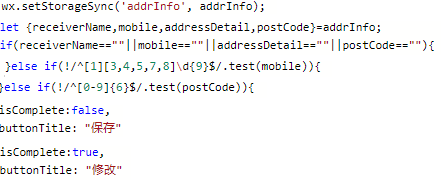 wx.setStorageSync('addrInfo', addrInfo);
let {receiverName,mobile,addressDetail,postCode}=addrInfo;
if(receiverName==""||mobile==""||addressDetail==""||postCode==""){
}else if(!/^[1][3,4,5,7,8]\d{9}$/.test(mobile)){
}else if(!/^[0-9]{6}$/.test(postCode)){
isComplete:false,
buttonTitle: "保存"
isComplete:true,
buttonTitle: "修改"